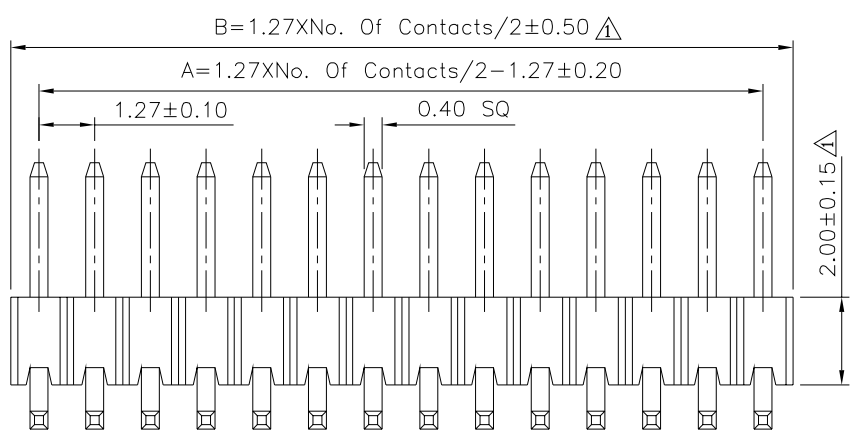 B=1.27XNo. Of Contacts/2±0.50 1
A=1.27XNo. Of Contacts/2-1.27±0.20
1.27±0.10
0.40 SQ
2.00±0.15 1